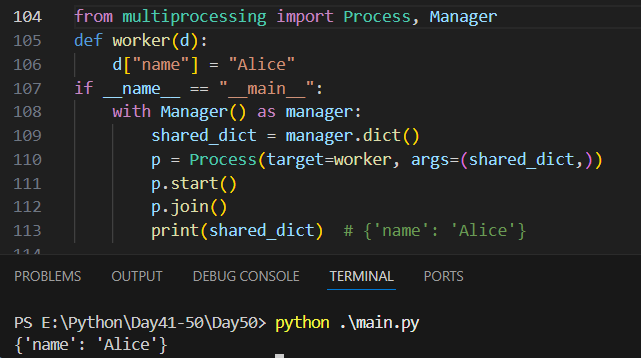 104 from multiprocessing import Process, Manager
105 def worker(d):
106     d["name"] = "Alice"
107 if __name__ == "__main__":
108     with Manager() as manager:
109         shared_dict = manager.dict()
110         p = Process(target=worker, args=(shared_dict,))
111         p.start()
112         p.join()
113         print(shared_dict)  # {'name': 'Alice'}
114
PROBLEMS OUTPUT DEBUG CONSOLE TERMINAL PORTS
PS E:\Python\Day41-50\Day50> python .\main.py
{'name': 'Alice'}